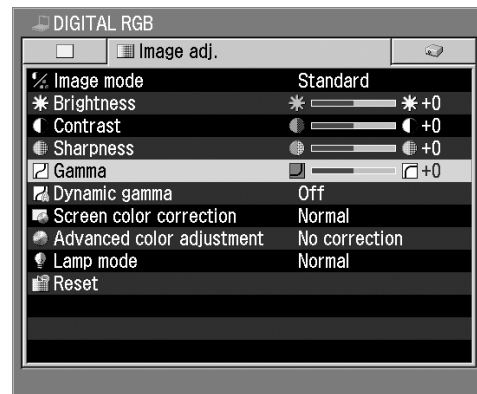 DIGITAL RGB
Image adj.
Image mode Standard
Brightness +0
Contrast +0
Sharpness +0
Gamma +0
Dynamic gamma Off
Screen color correction Normal
Advanced color adjustment No correction
Lamp mode Normal
Reset